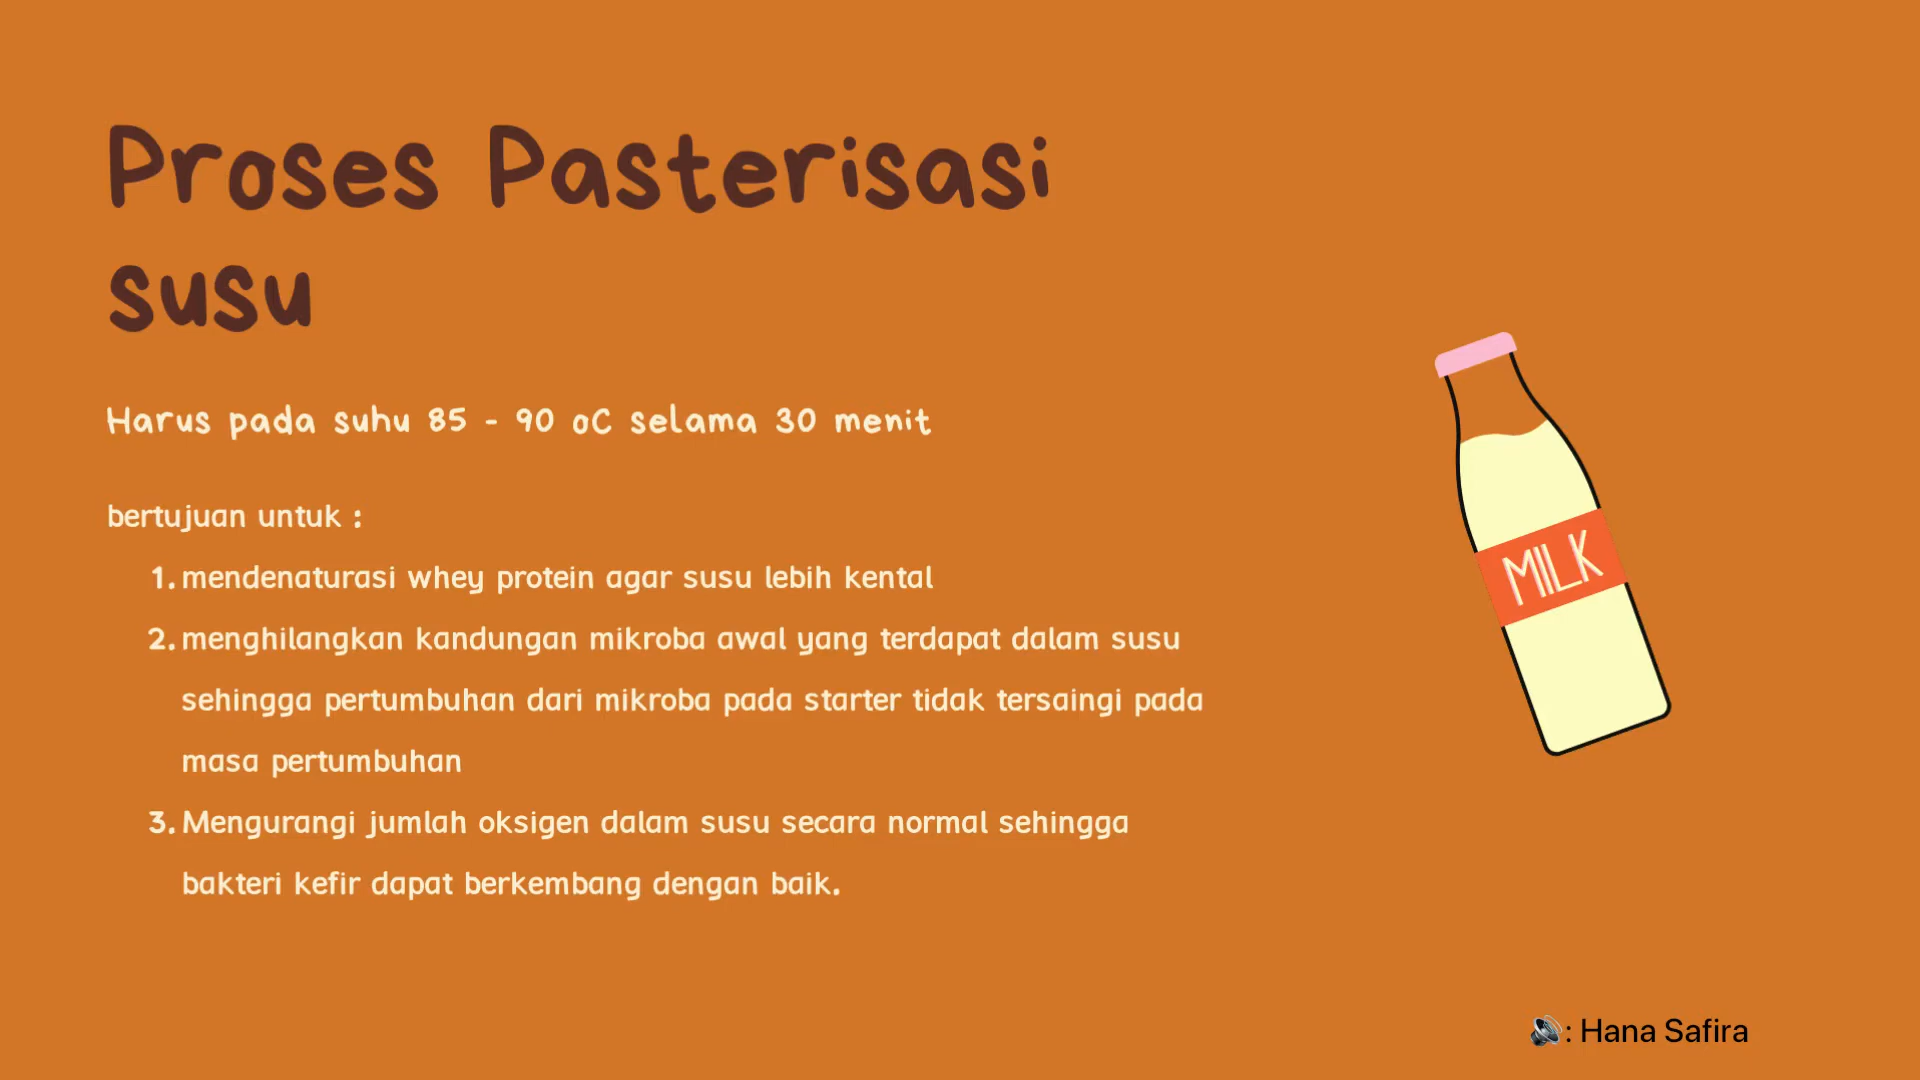 Proses Pasterisasi
susu
Harus pada suhu 85 - 90 oC selama 30 menit
bertujuan untuk :
1. mendenaturasi whey protein agar susu lebih kental
2. menghilangkan kandungan mikroba awal yang terdapat dalam susu
sehingga pertumbuhan dari mikroba pada starter tidak tersaingi pada
masa pertumbuhan
3. Mengurangi jumlah oksigen dalam susu secara normal sehingga
bakteri kefir dapat berkembang dengan baik.
MILK
🔊: Hana Safira